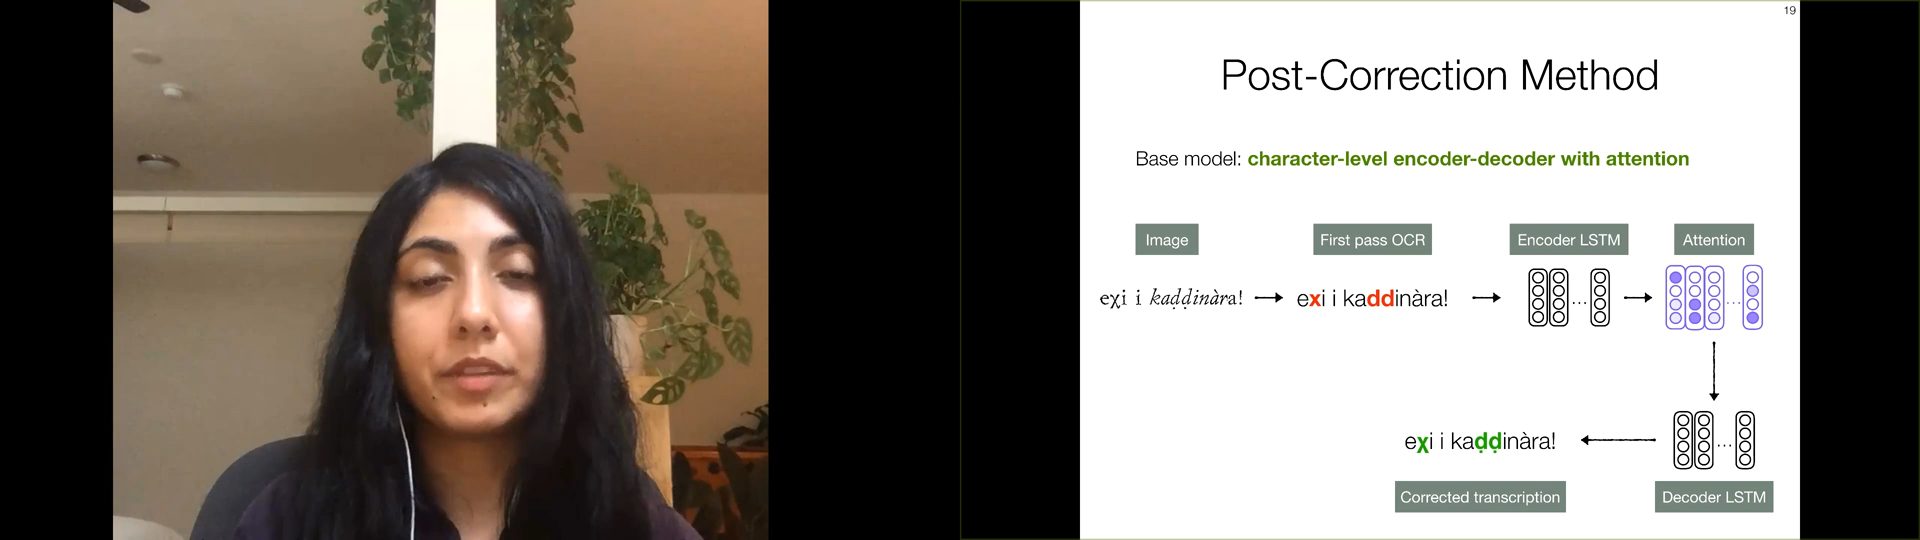 19
Post-Correction Method
Base model: character-level encoder-decoder with attention
Image
First pass OCR
Encoder LSTM
Attention
eχi i kaḍḍinàra!
exi i kaddinàra!
...
...
eχi i kaḍḍinàra!
...
Corrected transcription
Decoder LSTM